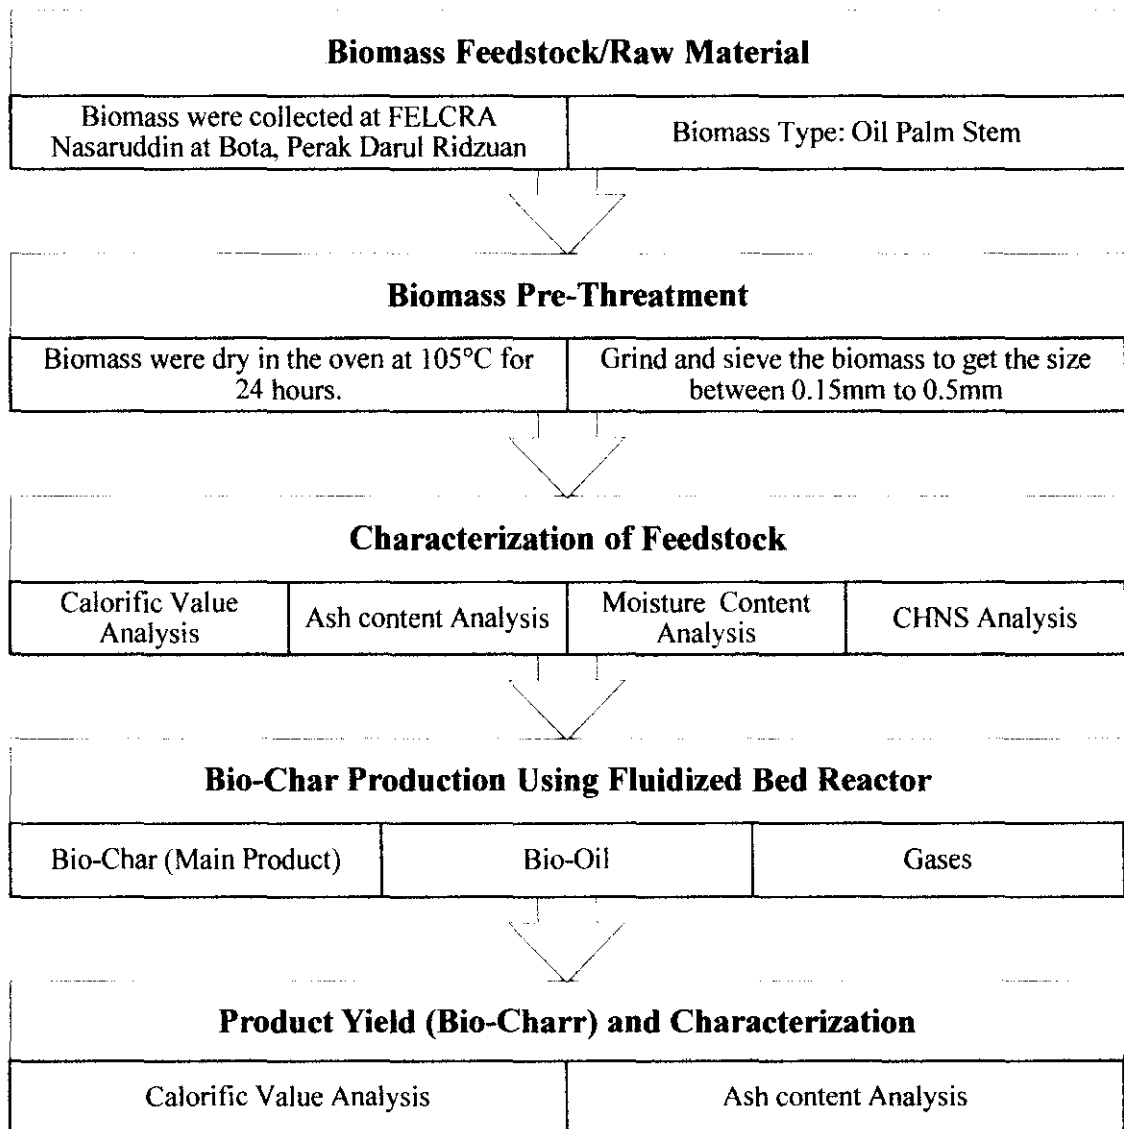 Biomass Feedstock/Raw Material
Biomass were collected at FELCRA
Nasaruddin at Bota, Perak Darul Ridzuan
Biomass Type: Oil Palm Stem
Biomass Pre-Threatment
Biomass were dry in the oven at 105°C for
24 hours.
Grind and sieve the biomass to get the size
between 0.15mm to 0.5mm
Characterization of Feedstock
Calorific Value
Analysis
Ash content Analysis
Moisture Content
Analysis
CHNS Analysis
Bio-Char Production Using Fluidized Bed Reactor
Bio-Char (Main Product)
Bio-Oil
Gases
Product Yield (Bio-Charr) and Characterization
Calorific Value Analysis
Ash content Analysis